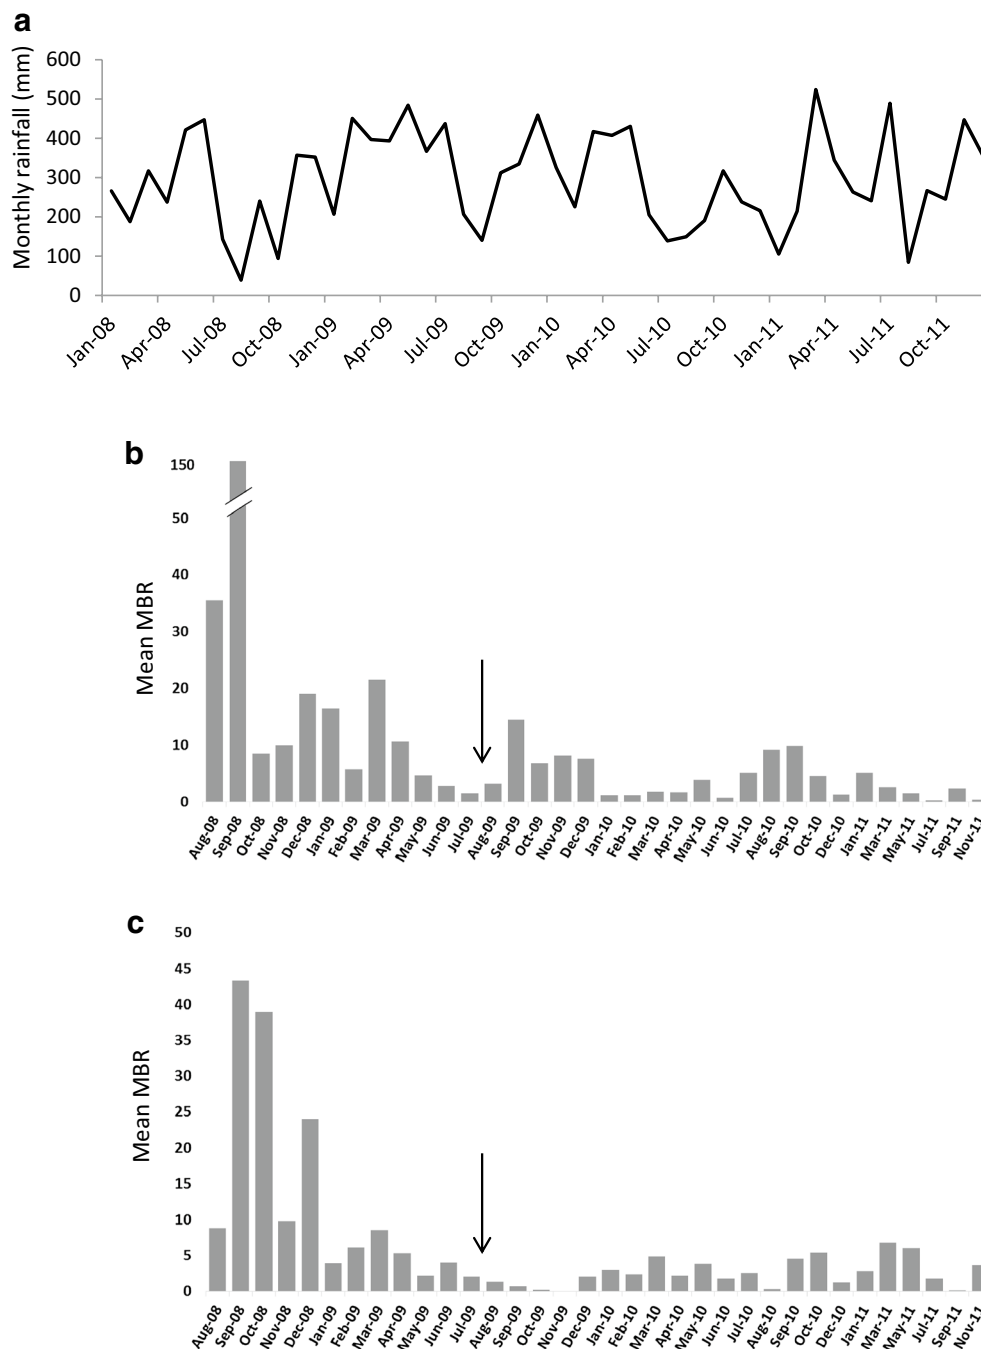 a
Monthly rainfall (mm)
600
500
400
300
200
100
0
Jan-08 Apr-08 Jul-08 Oct-08 Jan-09 Apr-09 Jul-09 Oct-09 Jan-10 Apr-10 Jul-10 Oct-10 Jan-11 Apr-11 Jul-11 Oct-11
b
Mean MBR
150
50
40
30
20
10
0
Aug-08 Sep-08 Oct-08 Nov-08 Dec-08 Jan-09 Feb-09 Mar-09 Apr-09 May-09 Jun-09 Jul-09 Aug-09 Sep-09 Oct-09 Nov-09 Dec-09 Jan-10 Feb-10 Mar-10 Apr-10 May-10 Jun-10 Jul-10 Aug-10 Sep-10 Oct-10 Dec-10 Jan-11 Mar-11 May-11 Jul-11 Sep-11 Nov-11
c
Mean MBR
50
45
40
35
30
25
20
15
10
5
0
Aug-08 Sep-08 Oct-08 Nov-08 Dec-08 Jan-09 Feb-09 Mar-09 Apr-09 May-09 Jun-09 Jul-09 Aug-09 Sep-09 Oct-09 Nov-09 Dec-09 Jan-10 Feb-10 Mar-10 Apr-10 May-10 Jun-10 Jul-10 Aug-10 Sep-10 Oct-10 Dec-10 Jan-11 Mar-11 May-11 Jul-11 Sep-11 Nov-11